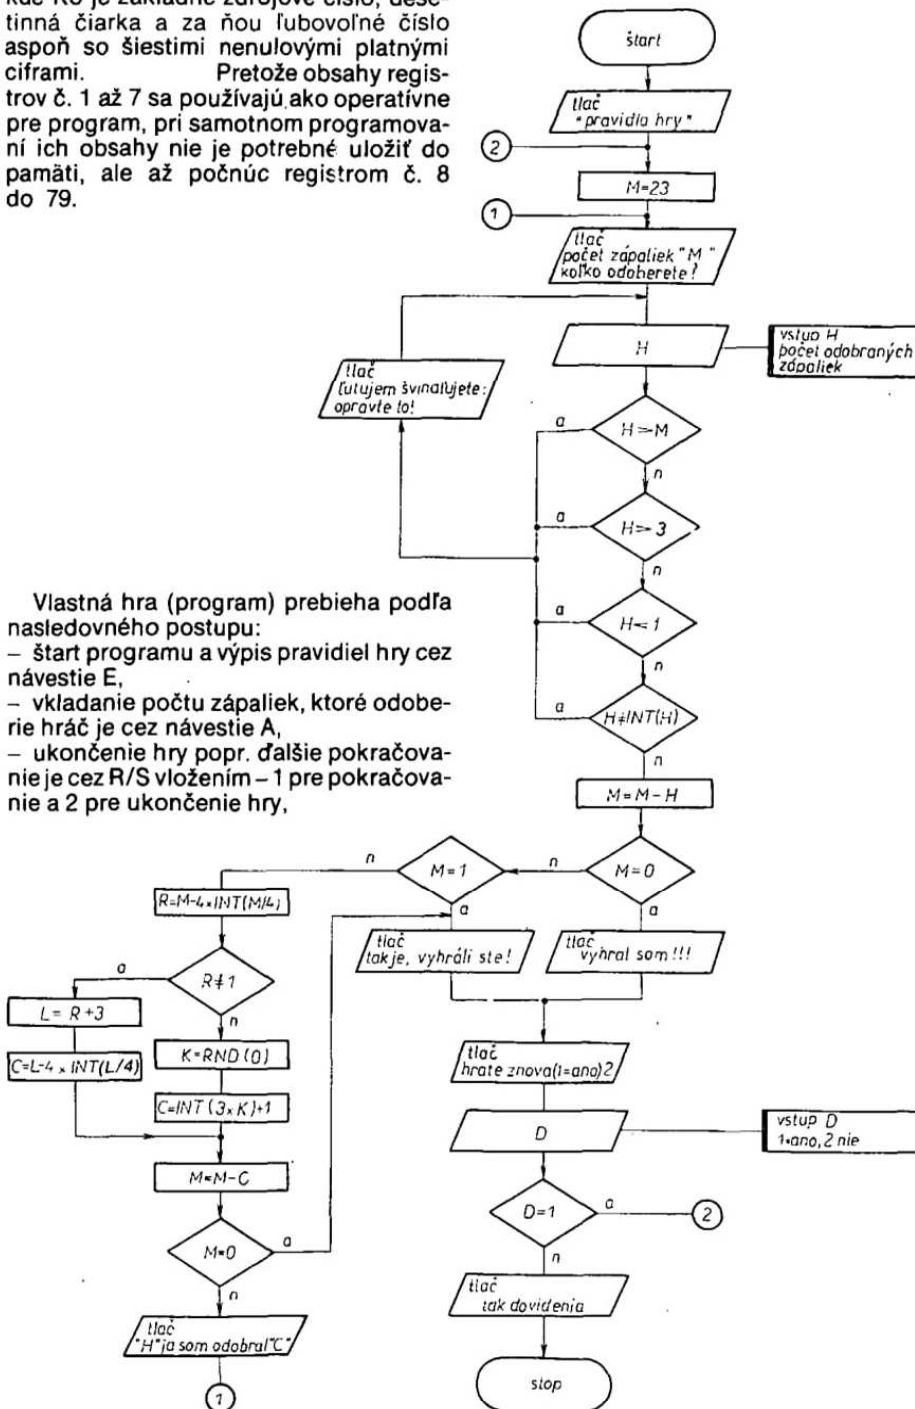 je základné zdrojové číslo, dese-
tinná čiarka a za ňou ľubovoľné číslo
aspoň so šiestimi nenulovými platnými
ciframi. Pretože obsahy regis-
trov č. 1 až 7 sa používajú ako operatívne
pre program, pri samotnom programova-
ní ich obsahy nie je potrebné uložiť do
pamäti, ale až počnúc registrom č. 8
do 79.
štart
tlač
"pravidla hry"
2
M=23
1
tlač
počet zápaliek "M"
koľko odoberete?
H
vstup H
počet odobraných
zápaliek
tlač
ľutujem švindľujete:
opravte to!
H>M
a
n
H>3
a
n
H<1
a
n
H≠INT(H)
a
n
M=M-H
Vlastná hra (program) prebieha podľa
nasledovného postupu:
– štart programu a výpis pravidiel hry cez
návestie E,
– vkladanie počtu zápaliek, ktoré odobe-
rie hráč je cez návestie A,
– ukončenie hry popr. ďalšie pokračova-
nie je cez R/S vložením – 1 pre pokračova-
nie a 2 pre ukončenie hry,
M=0
n
a
M=1
n
a
R=M-4×INT(M/4)
tlač
tak je, vyhráli ste!
tlač
vyhral som!!!
R≠1
a
n
L=R+3
C=L-4×INT(L/4)
K=RND(0)
C=INT(3×K)+1
M=M-C
M=0
a
n
tlač
"H" ja som odobral "C"
1
tlač
hrate znova(1=ano)2
D
vstup D
1=ano, 2 nie
D=1
a
2
n
tlač
tak dovidenia
stop